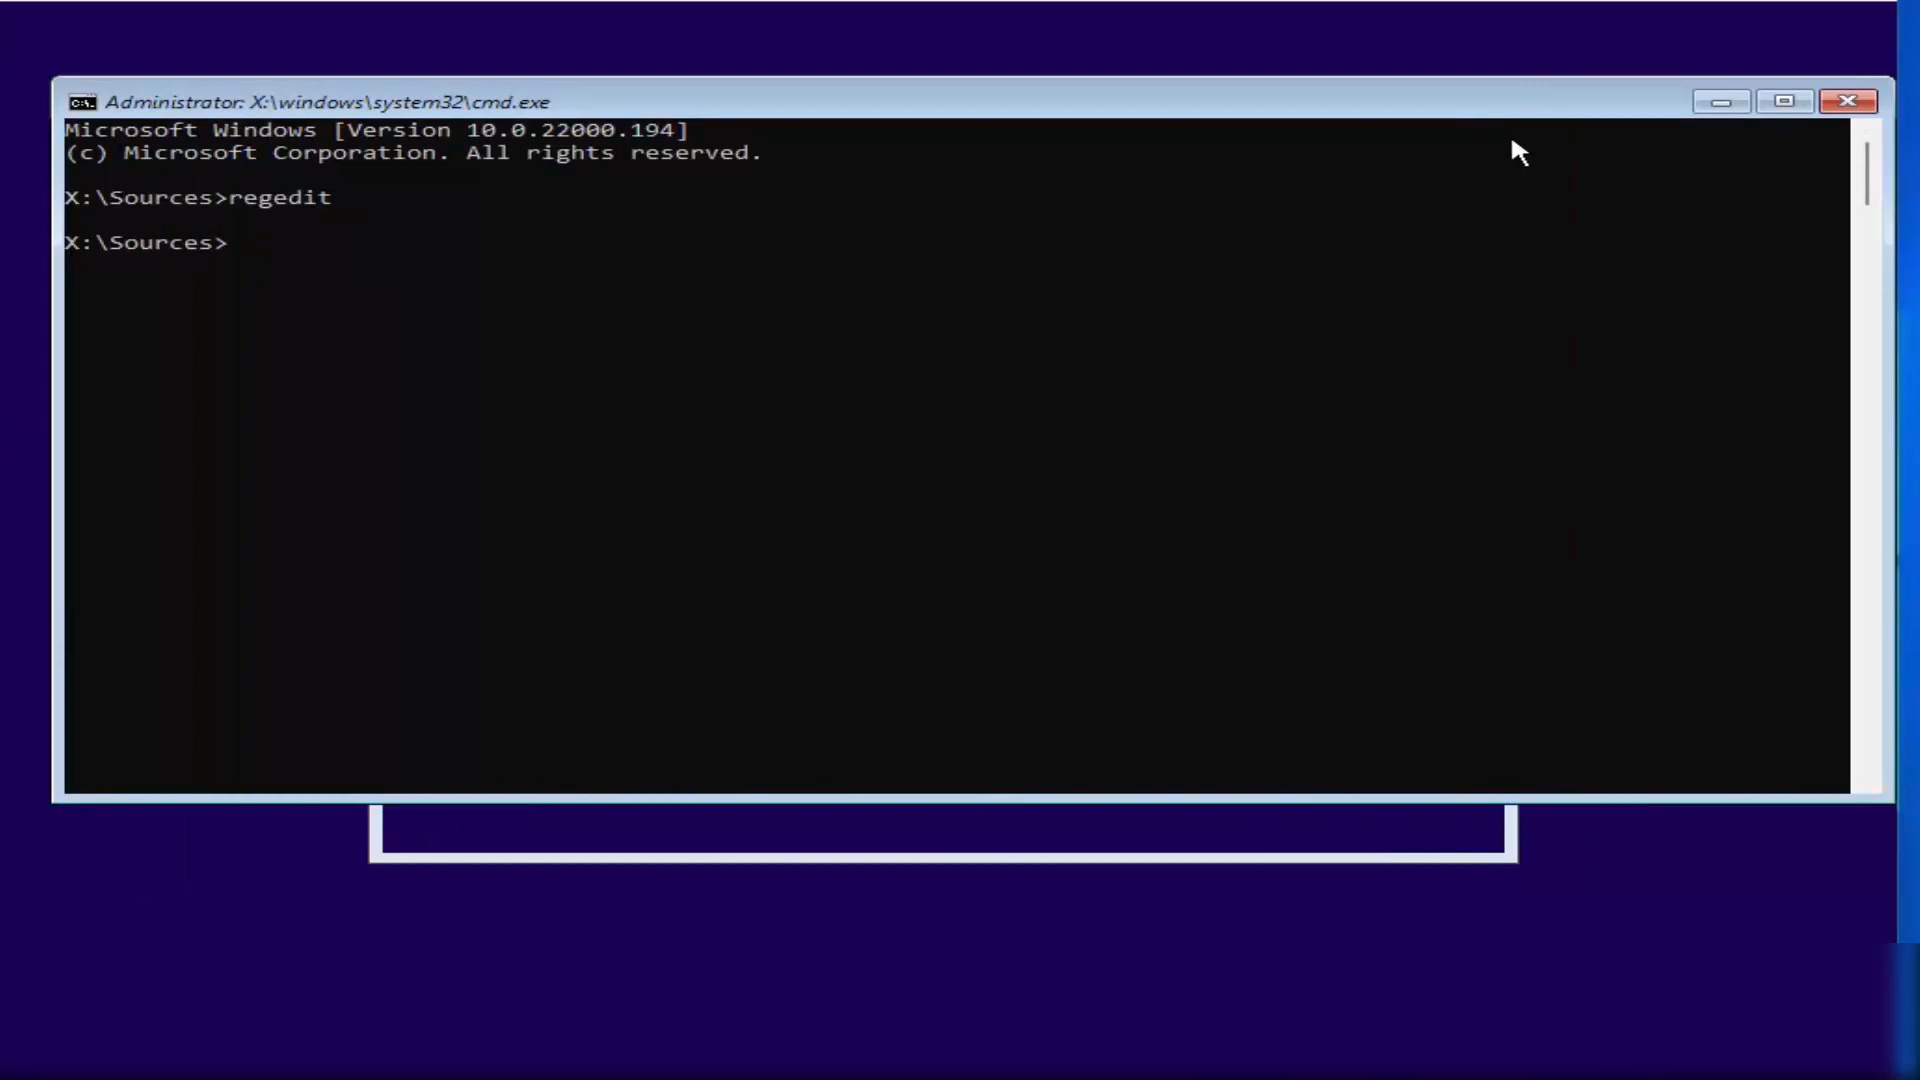 Administrator: X:\windows\system32\cmd.exe
Microsoft Windows [Version 10.0.22000.194]
(c) Microsoft Corporation. All rights reserved.
X:\Sources>regedit
X:\Sources>